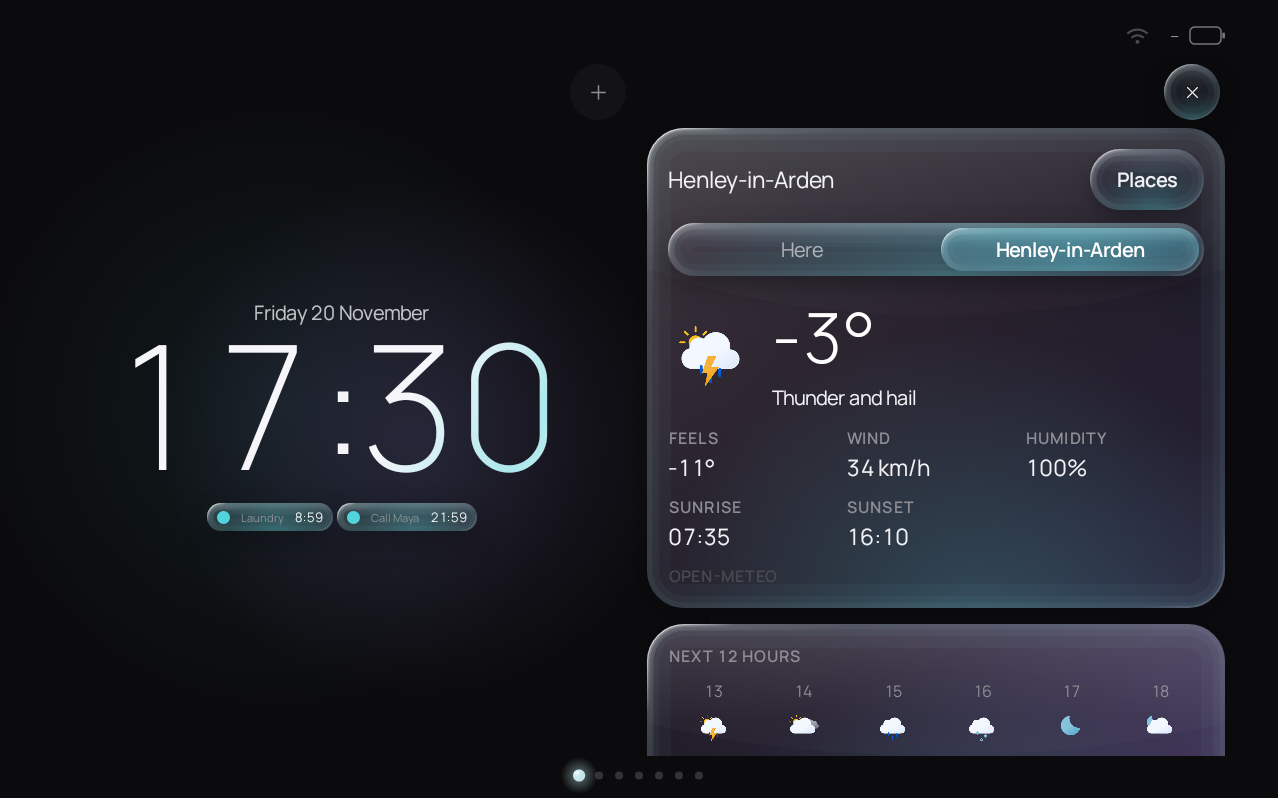 Friday 20 November
17:30
Laundry 8:59 Call Maya 21:59
Henley-in-Arden
Places
Here Henley-in-Arden
-3°
Thunder and hail
FEELS WIND HUMIDITY
-11° 34 km/h 100%
SUNRISE SUNSET
07:35 16:10
OPEN-METEO
NEXT 12 HOURS
13 14 15 16 17 18